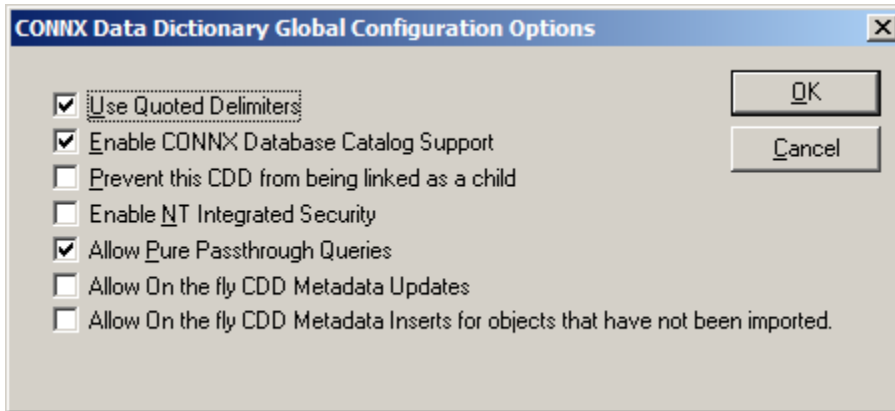 CONNX Data Dictionary Global Configuration Options
Use Quoted Delimiters
OK
Enable CONNX Database Catalog Support
Cancel
Prevent this CDD from being linked as a child
Enable NT Integrated Security
Allow Pure Passthrough Queries
Allow On the fly CDD Metadata Updates
Allow On the fly CDD Metadata Inserts for objects that have not been imported.